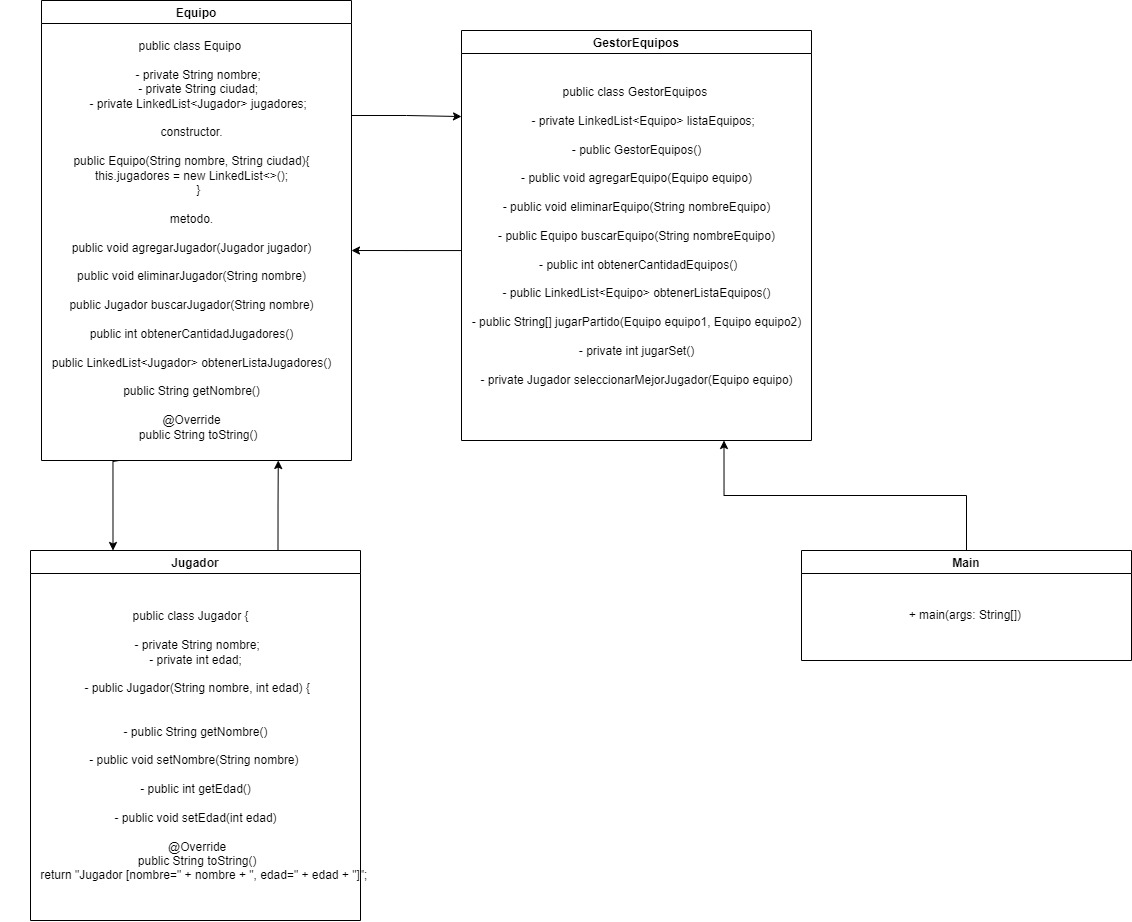 Equipo
public class Equipo
- private String nombre;
- private String ciudad;
- private LinkedList<Jugador> jugadores;
constructor.
public Equipo(String nombre, String ciudad){
this.jugadores = new LinkedList<>();
}
metodo.
public void agregarJugador(Jugador jugador)
public void eliminarJugador(String nombre)
public Jugador buscarJugador(String nombre)
public int obtenerCantidadJugadores()
public LinkedList<Jugador> obtenerListaJugadores()
public String getNombre()
@Override
public String toString()
GestorEquipos
public class GestorEquipos
- private LinkedList<Equipo> listaEquipos;
- public GestorEquipos()
- public void agregarEquipo(Equipo equipo)
- public void eliminarEquipo(String nombreEquipo)
- public Equipo buscarEquipo(String nombreEquipo)
- public int obtenerCantidadEquipos()
- public LinkedList<Equipo> obtenerListaEquipos()
- public String[] jugarPartido(Equipo equipo1, Equipo equipo2)
- private int jugarSet()
- private Jugador seleccionarMejorJugador(Equipo equipo)
Jugador
public class Jugador {
- private String nombre;
- private int edad;
- public Jugador(String nombre, int edad) {
- public String getNombre()
- public void setNombre(String nombre)
- public int getEdad()
- public void setEdad(int edad)
@Override
public String toString()
return "Jugador [nombre=" + nombre + ", edad=" + edad + "]";
Main
+ main(args: String[])